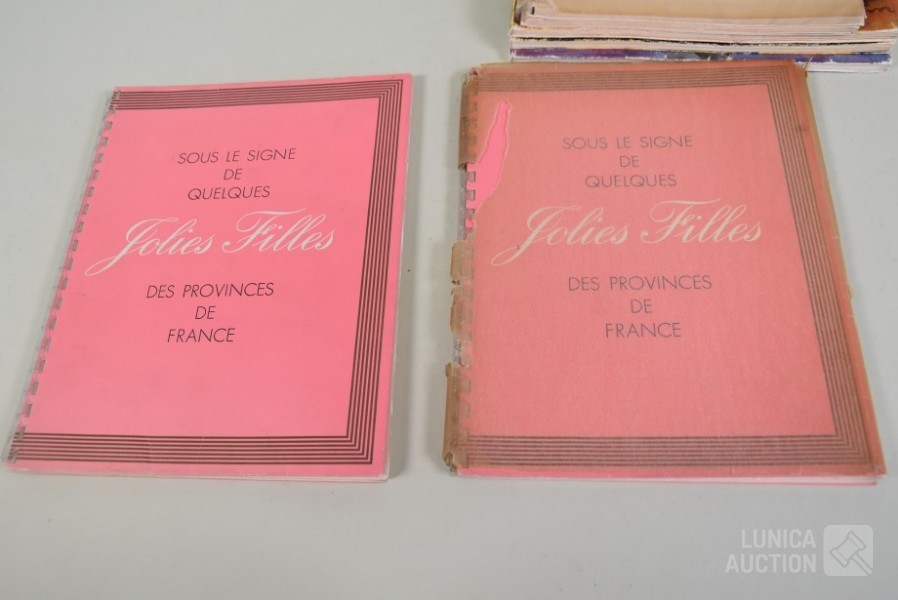 SOUS LE SIGNE
DE
QUELQUES
Jolies Filles
DES PROVINCES
DE
FRANCE
SOUS LE SIGNE
DE
QUELQUES
Jolies Filles
DES PROVINCES
DE
FRANCE
LUNICA
AUCTION